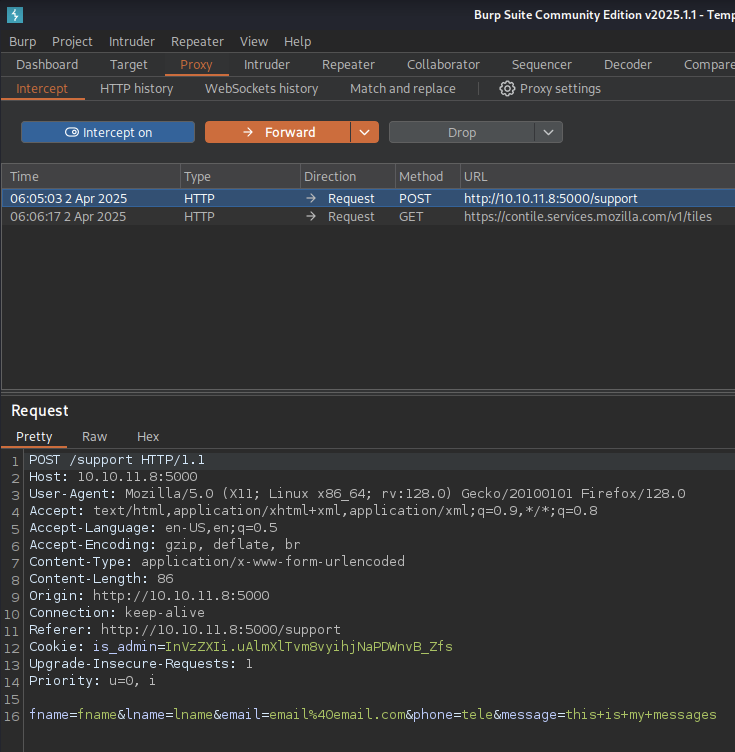 Burp Suite Community Edition v2025.1.1 - Temp
Burp Project Intruder Repeater View Help
Dashboard Target Proxy Intruder Repeater Collaborator Sequencer Decoder Compare
Intercept HTTP history WebSockets history Match and replace Proxy settings
Intercept on Forward Drop
Time Type Direction Method URL
06:05:03 2 Apr 2025 HTTP → Request POST http://10.10.11.8:5000/support
06:06:17 2 Apr 2025 HTTP → Request GET https://contile.services.mozilla.com/v1/tiles
Request
Pretty Raw Hex
1 POST /support HTTP/1.1
2 Host: 10.10.11.8:5000
3 User-Agent: Mozilla/5.0 (X11; Linux x86_64; rv:128.0) Gecko/20100101 Firefox/128.0
4 Accept: text/html,application/xhtml+xml,application/xml;q=0.9,*/*;q=0.8
5 Accept-Language: en-US,en;q=0.5
6 Accept-Encoding: gzip, deflate, br
7 Content-Type: application/x-www-form-urlencoded
8 Content-Length: 86
9 Origin: http://10.10.11.8:5000
10 Connection: keep-alive
11 Referer: http://10.10.11.8:5000/support
12 Cookie: is_admin=InVzZXIi.uAlmXlTvm8vyihjNaPDWnvB_Zfs
13 Upgrade-Insecure-Requests: 1
14 Priority: u=0, i
15
16 fname=fname&lname=lname&email=email%40email.com&phone=tele&message=this+is+my+messages